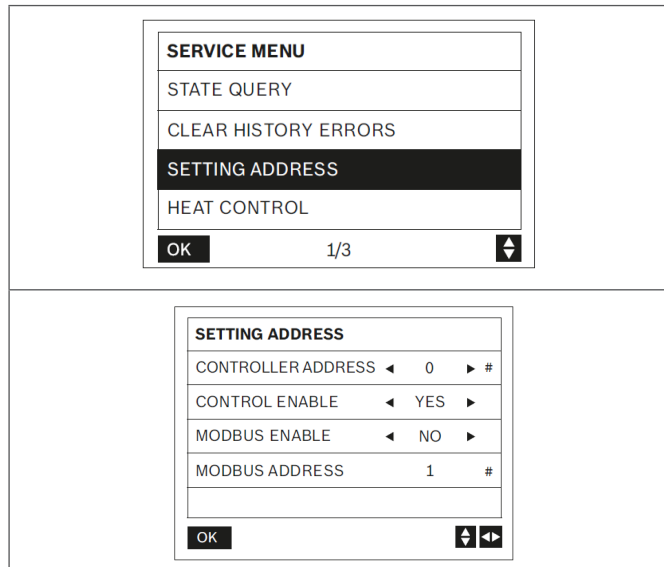 SERVICE MENU
STATE QUERY
CLEAR HISTORY ERRORS
SETTING ADDRESS
HEAT CONTROL
OK 1/3
SETTING ADDRESS
CONTROLLER ADDRESS ◀ 0 ▶ #
CONTROL ENABLE ◀ YES ▶
MODBUS ENABLE ◀ NO ▶
MODBUS ADDRESS 1 #
OK